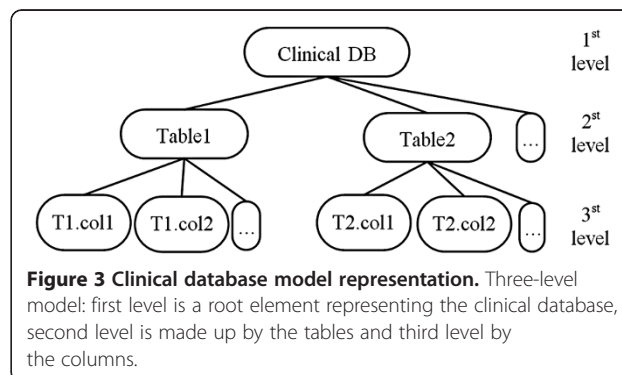 Clinical DB
1st level
Table1
Table2
...
2st level
T1.col1
T1.col2
...
T2.col1
T2.col2
...
3st level
Figure 3 Clinical database model representation. Three-level
model: first level is a root element representing the clinical database,
second level is made up by the tables and third level by
the columns.